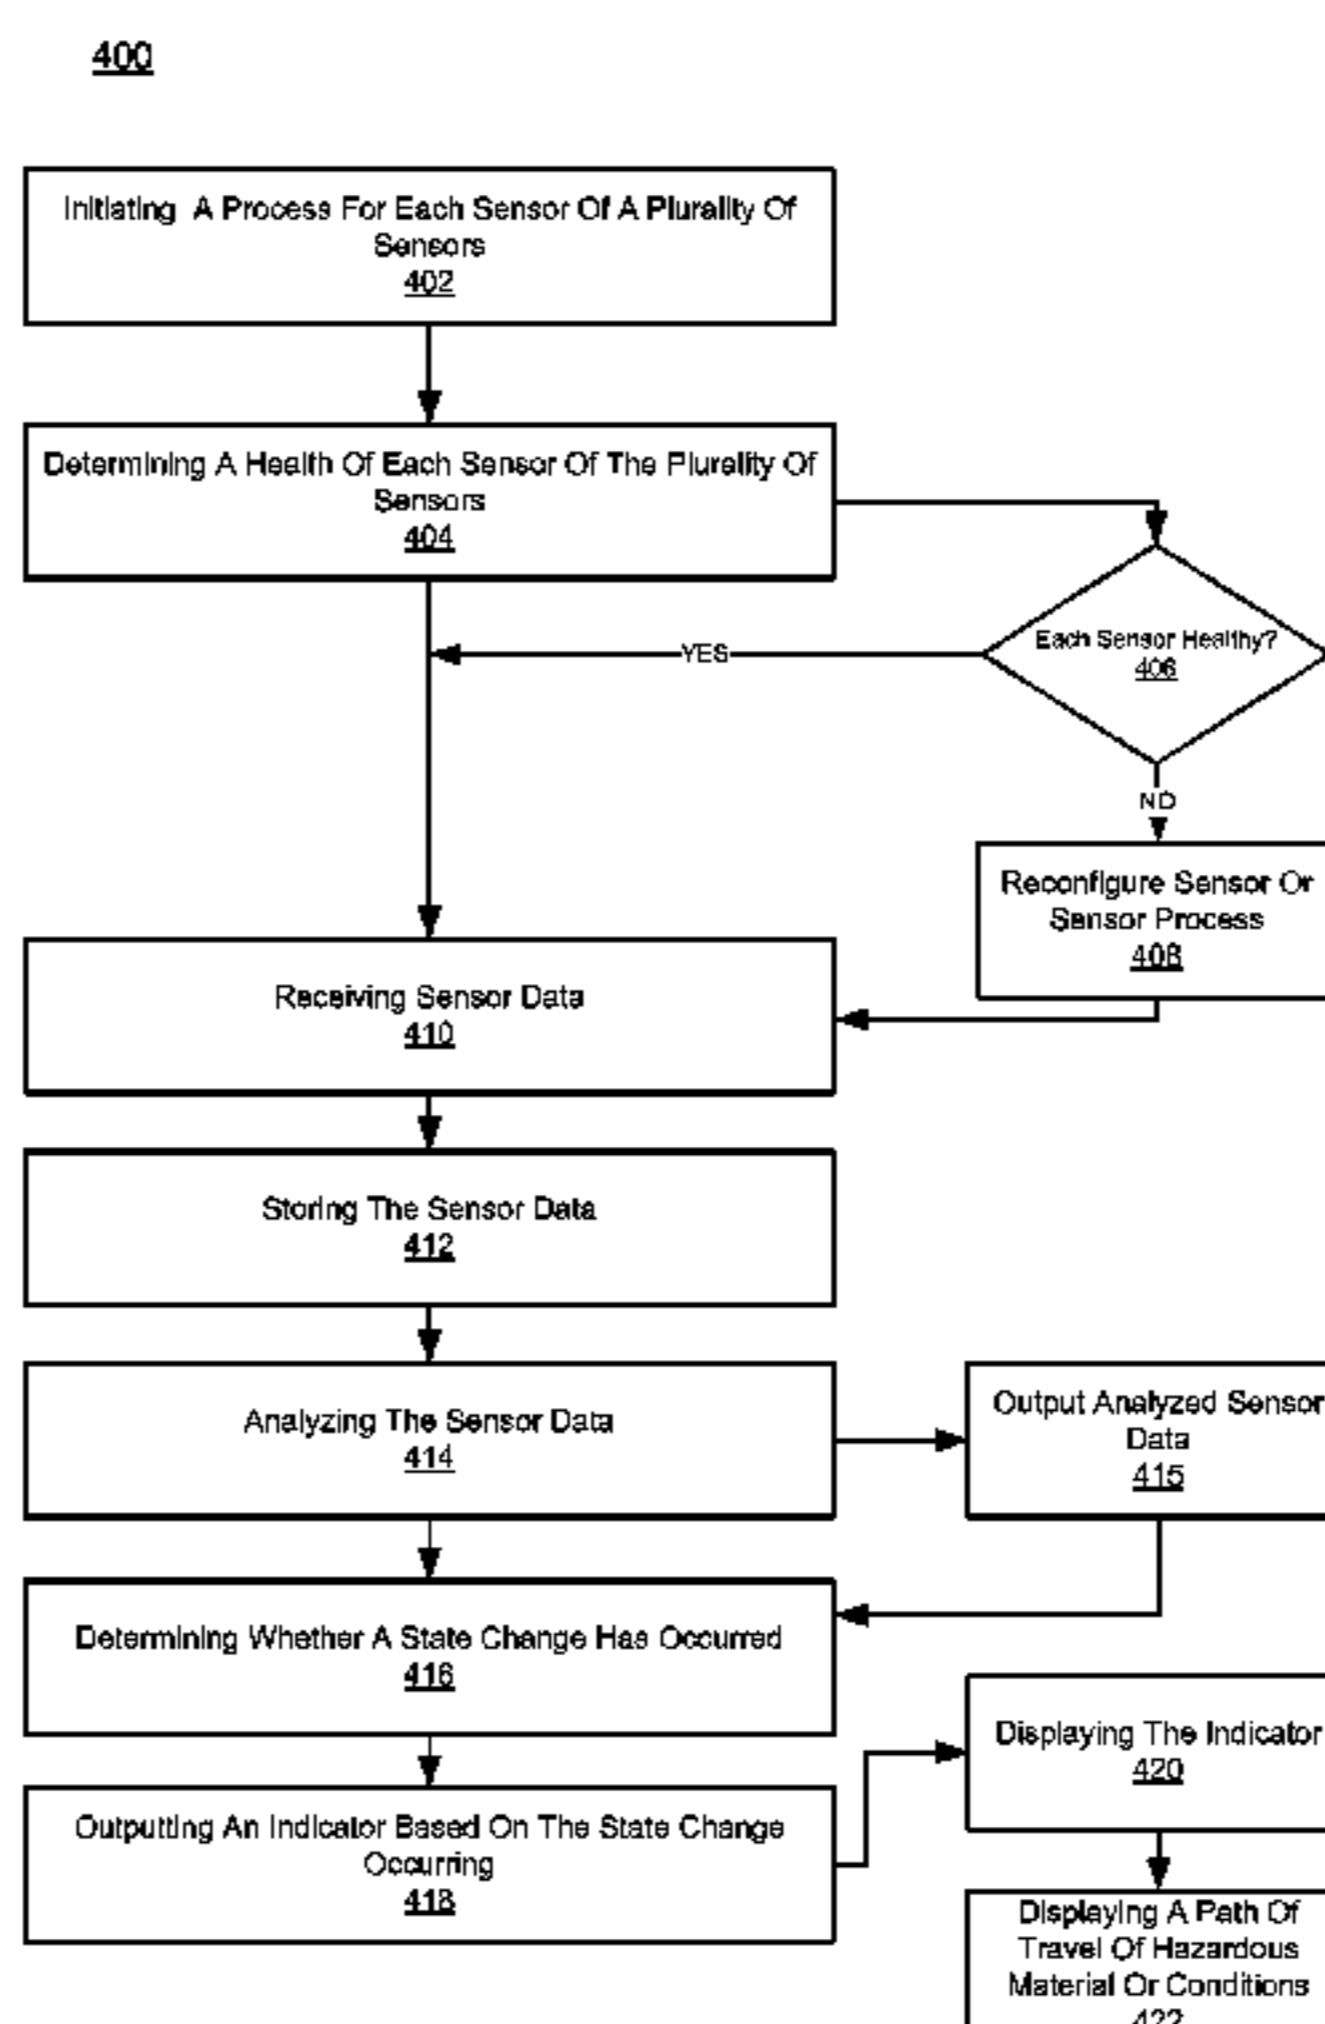 400
Initiating A Process For Each Sensor Of A Plurality Of
Sensors
402
Determining A Health Of Each Sensor Of The Plurality Of
Sensors
404
Each Sensor Healthy?
406
YES
NO
Reconfigure Sensor Or
Sensor Process
408
Receiving Sensor Data
410
Storing The Sensor Data
412
Analyzing The Sensor Data
414
Output Analyzed Sensor
Data
415
Determining Whether A State Change Has Occurred
416
Outputting An Indicator Based On The State Change
Occurring
418
Displaying The Indicator
420
Displaying A Path Of
Travel Of Hazardous
Material Or Conditions
422